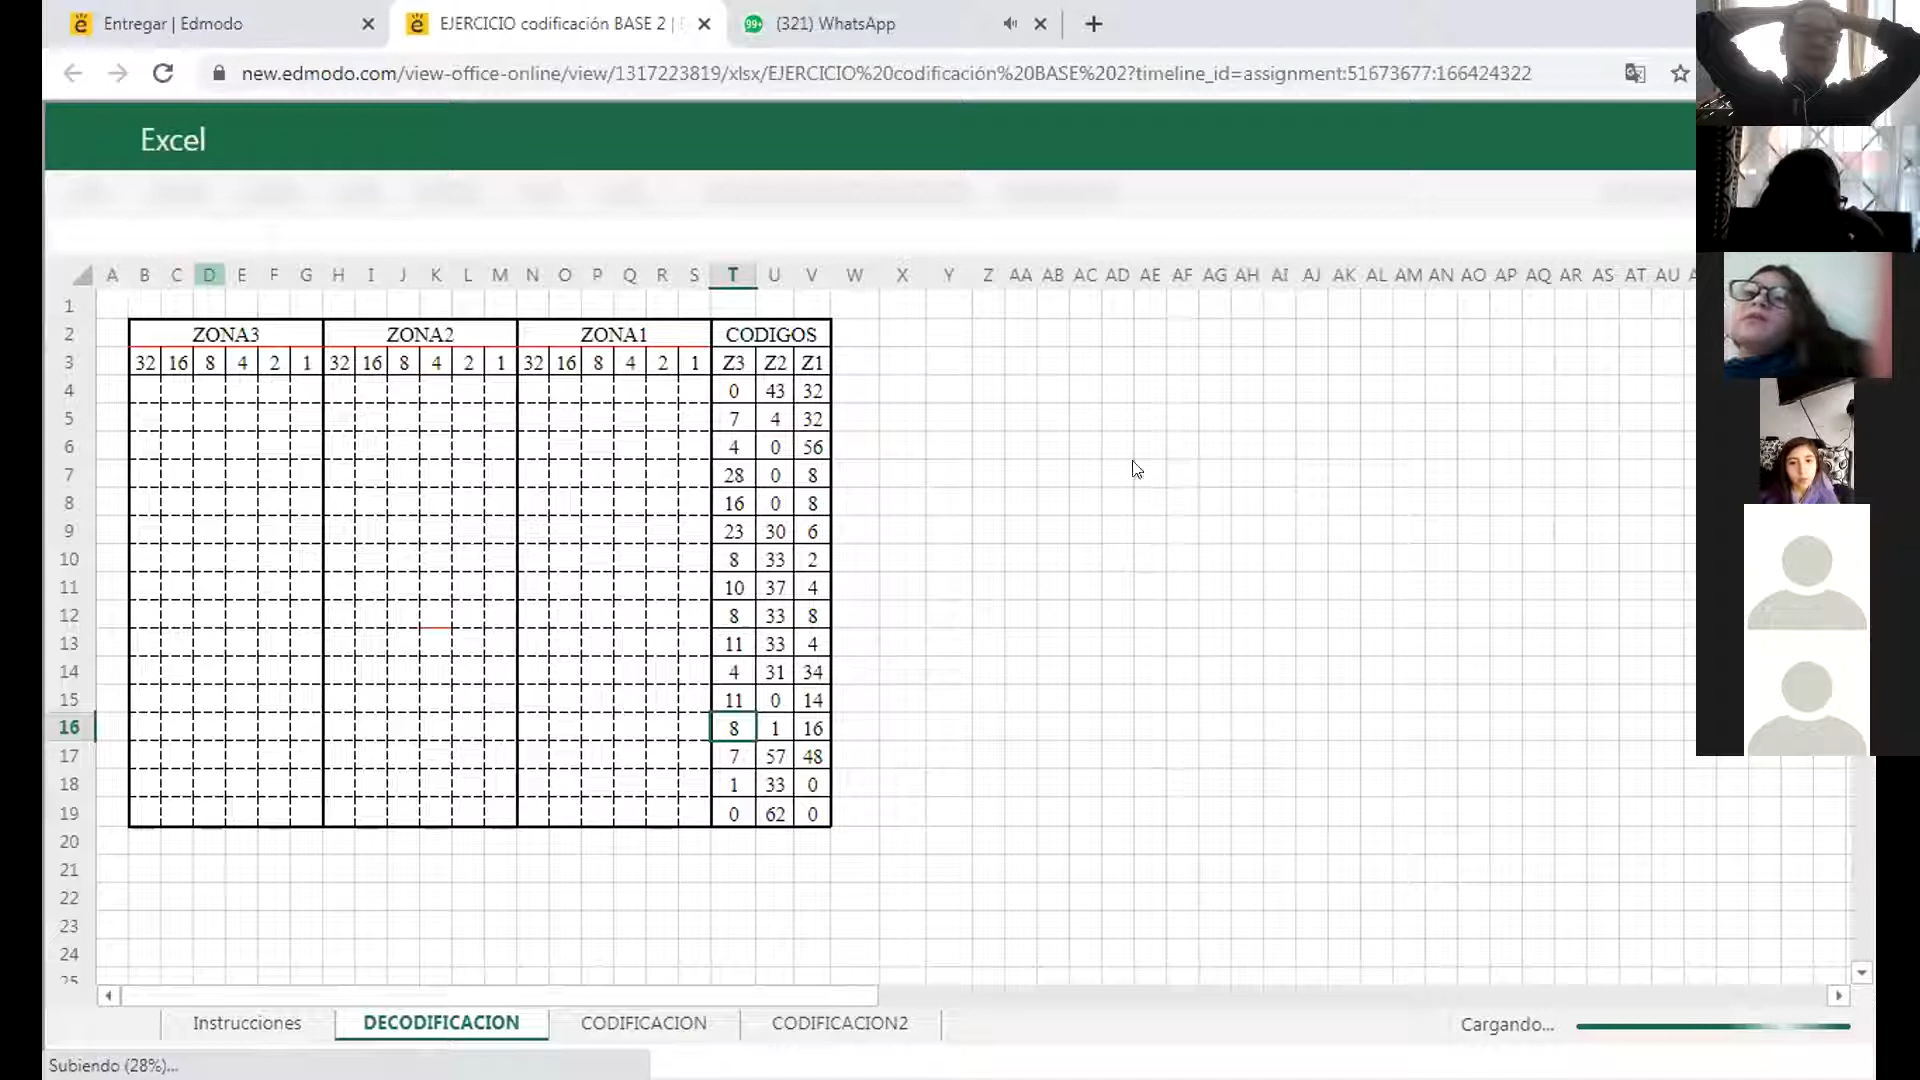 Entregar | Edmodo
EJERCICIO codificación BASE 2 |
99+ (321) WhatsApp
new.edmodo.com/view-office-online/view/1317223819/xlsx/EJERCICIO%20codificación%20BASE%202?timeline_id=assignment:51673677:166424322
Excel
A B C D E F G H I J K L M N O P Q R S T U V W X Y Z AA AB AC AD AE AF AG AH AI AJ AK AL AM AN AO AP AQ AR AS AT AU
1
2 ZONA3 ZONA2 ZONA1 CODIGOS
3 32 16 8 4 2 1 32 16 8 4 2 1 32 16 8 4 2 1 Z3 Z2 Z1
4 0 43 32
5 7 4 32
6 4 0 56
7 28 0 8
8 16 0 8
9 23 30 6
10 8 33 2
11 10 37 4
12 8 33 8
13 11 33 4
14 4 31 34
15 11 0 14
16 8 1 16
17 7 57 48
18 1 33 0
19 0 62 0
20
21
22
23
24
25
Instrucciones DECODIFICACION CODIFICACION CODIFICACION2 Cargando...
Subiendo (28%)...